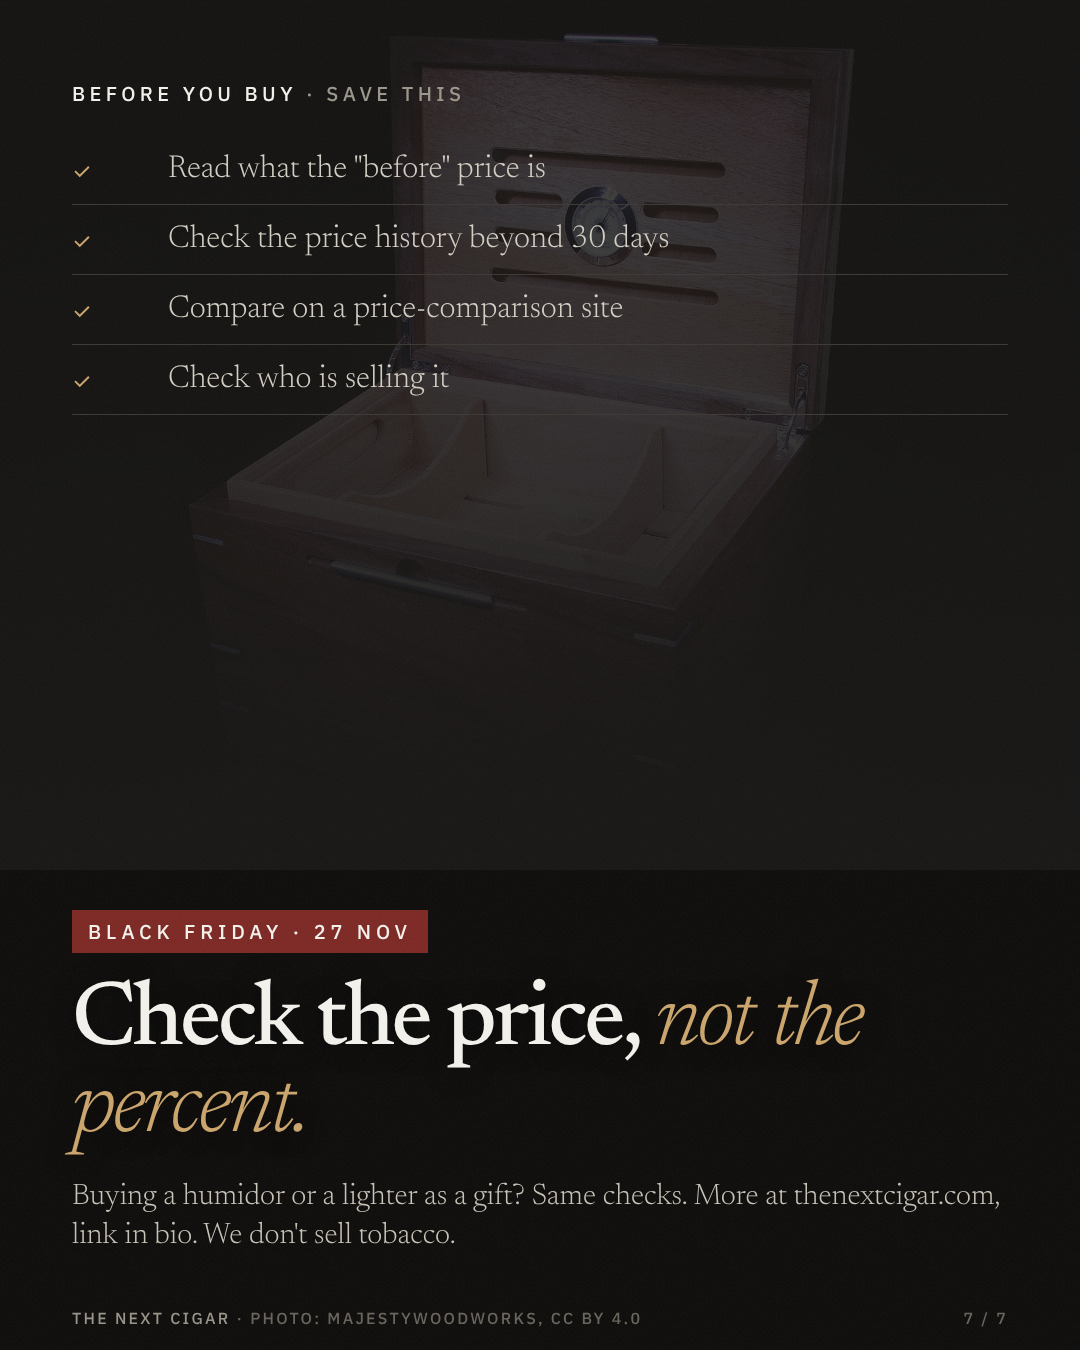 BEFORE YOU BUY · SAVE THIS
Read what the "before" price is
Check the price history beyond 30 days
Compare on a price-comparison site
Check who is selling it
BLACK FRIDAY · 27 NOV
Check the price, not the
percent.
Buying a humidor or a lighter as a gift? Same checks. More at thenextcigar.com,
link in bio. We don't sell tobacco.
THE NEXT CIGAR · PHOTO: MAJESTYWOODWORKS, CC BY 4.0
7 / 7